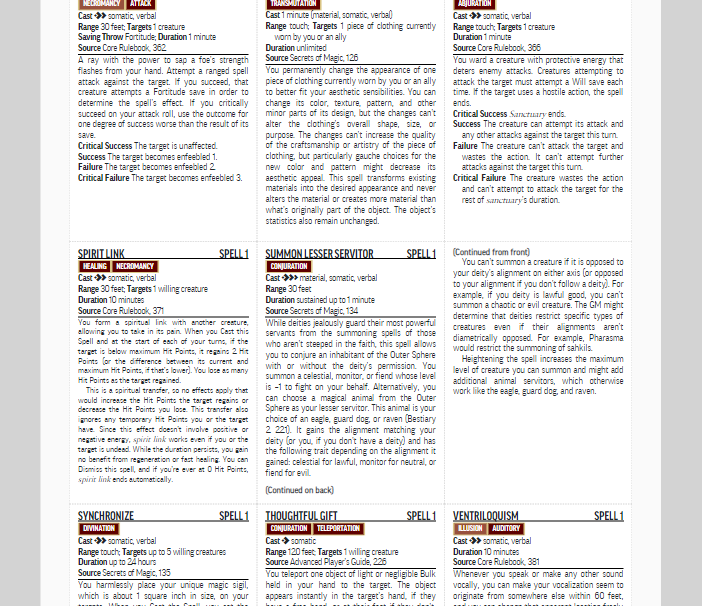 NECROMANCY ATTACK
Cast somatic, verbal
Range 30 feet; Targets 1 creature
Saving Throw Fortitude; Duration 1 minute
Source Core Rulebook, 362
A ray with the power to sap a foe's strength
flashes from your hand. Attempt a ranged spell
attack against the target. If you succeed, that
creature attempts a Fortitude save in order to
determine the spell's effect. If you critically
succeed on your attack roll, use the outcome for
one degree of success worse than the result of its
save.
Critical Success The target is unaffected.
Success The target becomes enfeebled 1.
Failure The target becomes enfeebled 2.
Critical Failure The target becomes enfeebled 3.
TRANSMUTATION
Cast 1 minute (material, somatic, verbal)
Range touch; Targets 1 piece of clothing currently
worn by you or an ally
Duration unlimited
Source Secrets of Magic, 126
You permanently change the appearance of one
piece of clothing currently worn by you or an ally
to better fit your aesthetic sensibilities. You can
change its color, texture, pattern, and other
minor parts of its design, but the changes can't
alter the clothing's overall shape, size, or
purpose. The changes can't increase the quality
of the craftsmanship or artistry of the piece of
clothing, but particularly gauche choices for the
new color and pattern might decrease its
aesthetic appeal. This spell transforms existing
materials into the desired appearance and never
alters the material or creates more material than
what's originally part of the object. The object's
statistics also remain unchanged.
ABJURATION
Cast somatic, verbal
Range touch; Targets 1 creature
Duration 1 minute
Source Core Rulebook, 366
You ward a creature with protective energy that
deters enemy attacks. Creatures attempting to
attack the target must attempt a Will save each
time. If the target uses a hostile action, the spell
ends.
Critical Success Sanctuary ends.
Success The creature can attempt its attack and
any other attacks against the target this turn.
Failure The creature can't attack the target and
wastes the action. It can't attempt further
attacks against the target this turn.
Critical Failure The creature wastes the action
and can't attempt to attack the target for the
rest of sanctuary's duration.
SPIRIT LINK SPELL 1
HEALING NECROMANCY
Cast somatic, verbal
Range 30 feet; Targets 1 willing creature
Duration 10 minutes
Source Core Rulebook, 371
You form a spiritual link with another creature,
allowing you to take in its pain. When you Cast this
Spell and at the start of each of your turns, if the
target is below maximum Hit Points, it regains 2 Hit
Points (or the difference between its current and
maximum Hit Points, if that's lower). You lose as many
Hit Points as the target regained.
This is a spiritual transfer, so no effects apply that
would increase the Hit Points the target regains or
decrease the Hit Points you lose. This transfer also
ignores any temporary Hit Points you or the target
have. Since this effect doesn't involve positive or
negative energy, spirit link works even if you or the
target is undead. While the duration persists, you gain
no benefit from regeneration or fast healing. You can
Dismiss this spell, and if you're ever at 0 Hit Points,
spirit link ends automatically.
SUMMON LESSER SERVITOR SPELL 1
CONJURATION
Cast material, somatic, verbal
Range 30 feet
Duration sustained up to 1 minute
Source Secrets of Magic, 134
While deities jealously guard their most powerful
servants from the summoning spells of those
who aren't steeped in the faith, this spell allows
you to conjure an inhabitant of the Outer Sphere
with or without the deity's permission. You
summon a celestial, monitor, or fiend whose level
is –1 to fight on your behalf. Alternatively, you
can choose a magical animal from the Outer
Sphere as your lesser servitor. This animal is your
choice of an eagle, guard dog, or raven (Bestiary
2 221). It gains the alignment matching your
deity (or you, if you don't have a deity) and has
the following trait depending on the alignment it
gained: celestial for lawful, monitor for neutral, or
fiend for evil.
(Continued on back)
(Continued from front)
You can't summon a creature if it is opposed to
your deity's alignment on either axis (or opposed
to your alignment if you don't follow a deity). For
example, if your deity is lawful good, you can't
summon a chaotic or evil creature. The GM might
determine that deities restrict specific types of
creatures even if their alignments aren't
diametrically opposed. For example, Pharasma
would restrict the summoning of sahkils.
Heightening the spell increases the maximum
level of creature you can summon and might add
additional animal servitors, which otherwise
work like the eagle, guard dog, and raven.
SYNCHRONIZE SPELL 1
DIVINATION
Cast somatic, verbal
Range touch; Targets up to 5 willing creatures
Duration up to 24 hours
Source Secrets of Magic, 135
You harmlessly place your unique magic sigil,
which is about 1 square inch in size, on your
THOUGHTFUL GIFT SPELL 1
CONJURATION TELEPORTATION
Cast somatic
Range 120 feet; Targets 1 willing creature
Source Advanced Player's Guide, 226
You teleport one object of light or negligible Bulk
held in your hand to the target. The object
appears instantly in the target's hand, if they
VENTRILOQUISM SPELL 1
ILLUSION AUDITORY
Cast somatic, verbal
Duration 10 minutes
Source Core Rulebook, 381
Whenever you speak or make any other sound
vocally, you can make your vocalization seem to
originate from somewhere else within 60 feet,